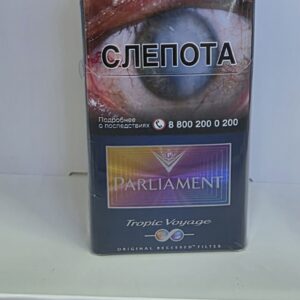 СЛЕПОТА
Подробнее
о последствиях
8 800 200 0 200
PARLIAMENT
Tropic Voyage
ORIGINAL RECESSED FILTER